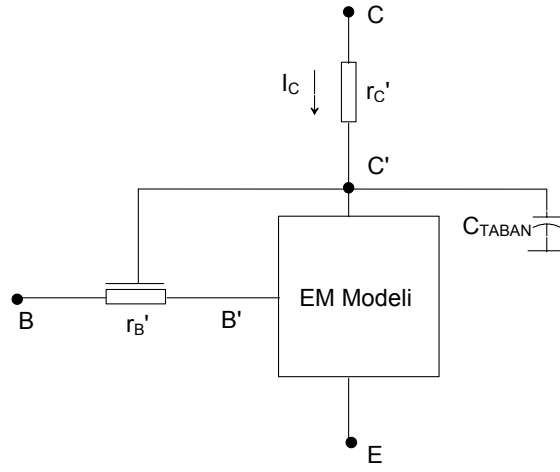 C
I_C
r_C'
C'
C_TABAN
EM Modeli
B
r_B'
B'
E